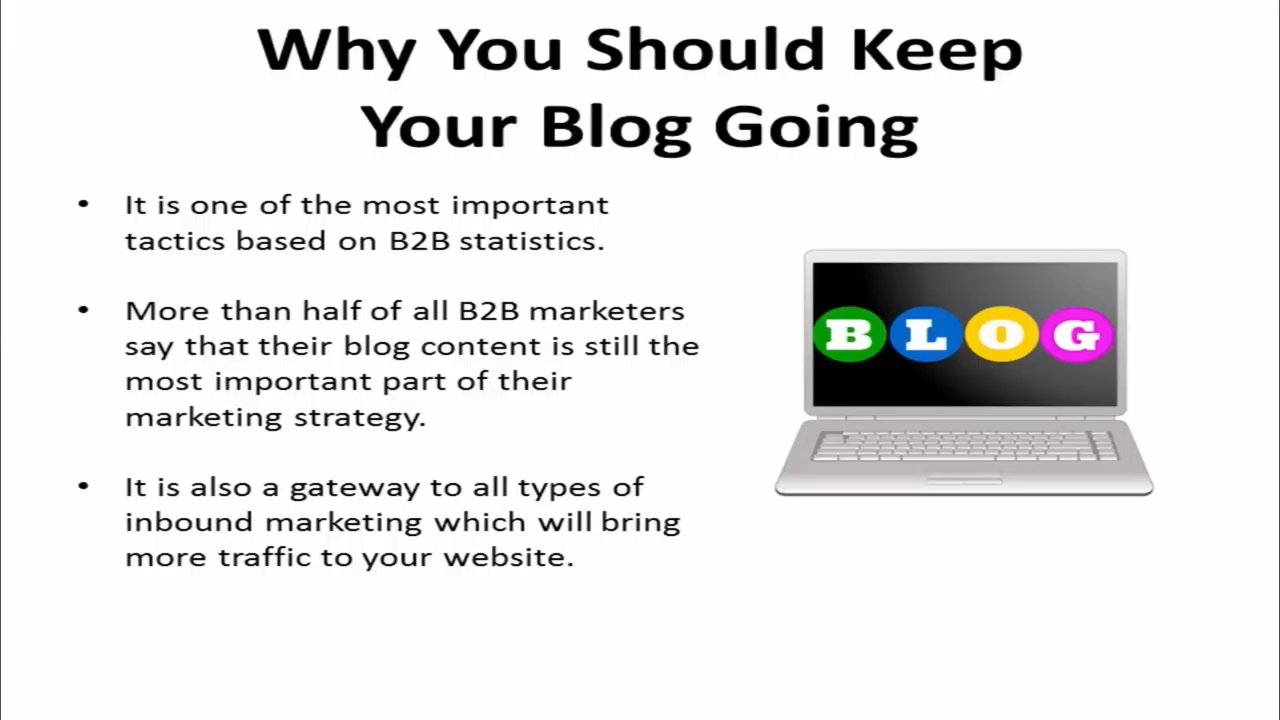 Why You Should Keep
Your Blog Going
• It is one of the most important
tactics based on B2B statistics.
• More than half of all B2B marketers
say that their blog content is still the
most important part of their
marketing strategy.
• It is also a gateway to all types of
inbound marketing which will bring
more traffic to your website.
BLOG